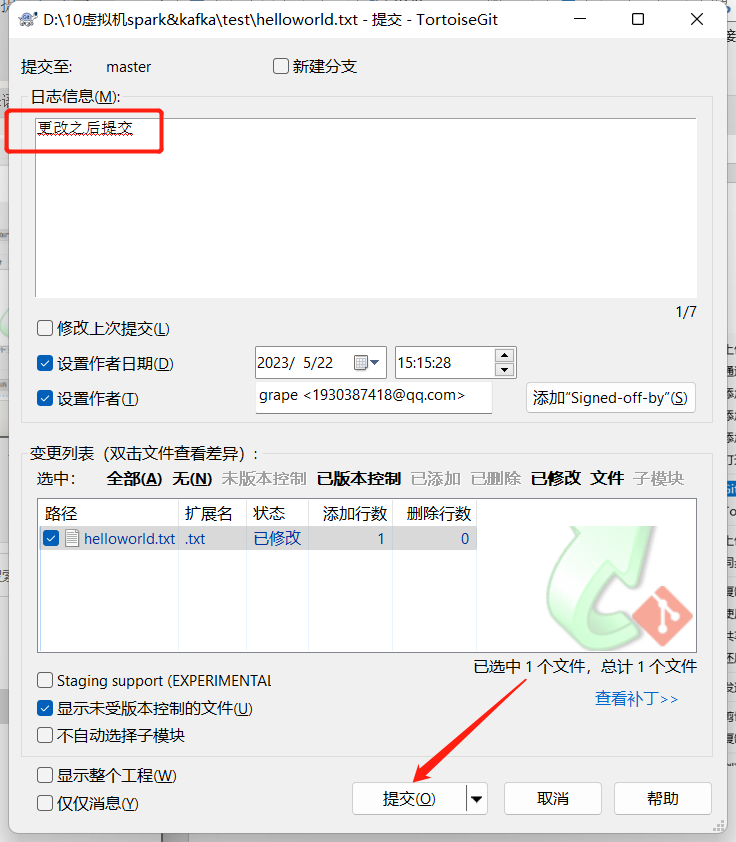 D:\10虚拟机spark&kafka\test\helloworld.txt - 提交 - TortoiseGit
提交至: master 新建分支
日志信息(M):
更改之后提交
1/7
修改上次提交(L)
设置作者日期(D) 2023/ 5/22 15:15:28
设置作者(T) grape <1930387418@qq.com> 添加“Signed-off-by”(S)
变更列表（双击文件查看差异）:
选中: 全部(A) 无(N) 未版本控制 已版本控制 已添加 已删除 已修改 文件 子模块
路径 扩展名 状态 添加行数 删除行数
helloworld.txt .txt 已修改 1 0
已选中 1 个文件，总计 1 个文件
Staging support (EXPERIMENTAL
查看补丁>>
显示未受版本控制的文件(U)
不自动选择子模块
显示整个工程(W)
仅仅消息(Y)
提交(O) 取消 帮助